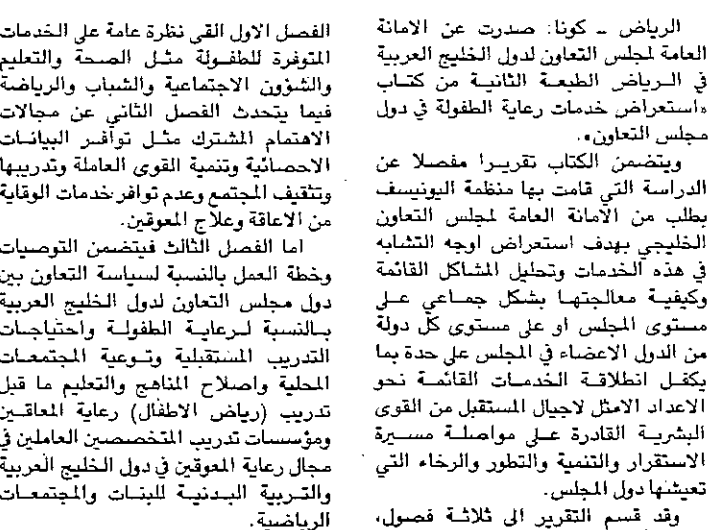 الرياض ـ كونا: صدرت عن الامانة
العامة لمجلس التعاون لدول الخليج العربية
في الرياض الطبعة الثانية من كتاب
«استعراض خدمات رعاية الطفولة في دول
مجلس التعاون».
ويتضمن الكتاب تقريرا مفصلا عن
الدراسة التي قامت بها منظمة اليونيسف
بطلب من الامانة العامة لمجلس التعاون
الخليجي بهدف استعراض اوجه التشابه
في هذه الخدمات وتحليل المشاكل القائمة
وكيفية معالجتها بشكل جماعي على
مستوى المجلس او على مستوى كل دولة
من الدول الاعضاء في المجلس على حدة بما
يكفل انطلاقة الخدمات القائمة نحو
الاعداد الامثل لاجيال المستقبل من القوى
البشرية القادرة على مواصلة مسيرة
الاستقرار والتنمية والتطور والرخاء التي
تعيشها دول المجلس.
وقد قسم التقرير الى ثلاثة فصول،
الفصل الاول القى نظرة عامة على الخدمات
المتوفرة للطفولة مثل الصحة والتعليم
والشؤون الاجتماعية والشباب والرياضة
فيما يتحدث الفصل الثاني عن مجالات
الاهتمام المشترك مثل توافر البيانات
الاحصائية وتنمية القوى العاملة وتدريبها
وتثقيف المجتمع وعدم توافر خدمات الوقاية
من الاعاقة وعلاج المعوقين.
اما الفصل الثالث فيتضمن التوصيات
وخطة العمل بالنسبة لسياسة التعاون بين
دول مجلس التعاون لدول الخليج العربية
بالنسبة لرعاية الطفولة واحتياجات
التدريب المستقبلية وتوعية المجتمعات
المحلية واصلاح المناهج والتعليم ما قبل
تدريب (رياض الاطفال) رعاية المعاقين
ومؤسسات تدريب المتخصصين العاملين في
مجال رعاية المعوقين في دول الخليج العربية
والتربية البدنية للبنات والمجتمعات
الرياضية.